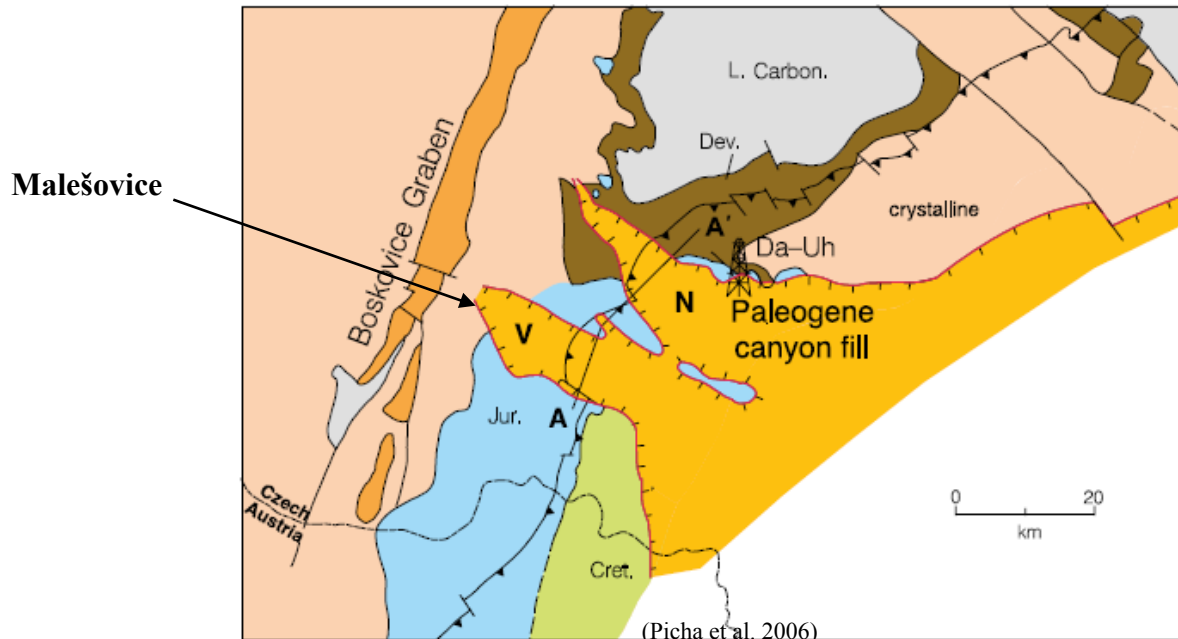 Malešovice
Boskovice Graben
L. Carbon.
Dev.
crystalline
A'
Da–Uh
N
Paleogene
canyon fill
V
Jur.
A
Czech
Austria
Cret.
0 20
km
(Picha et al. 2006)